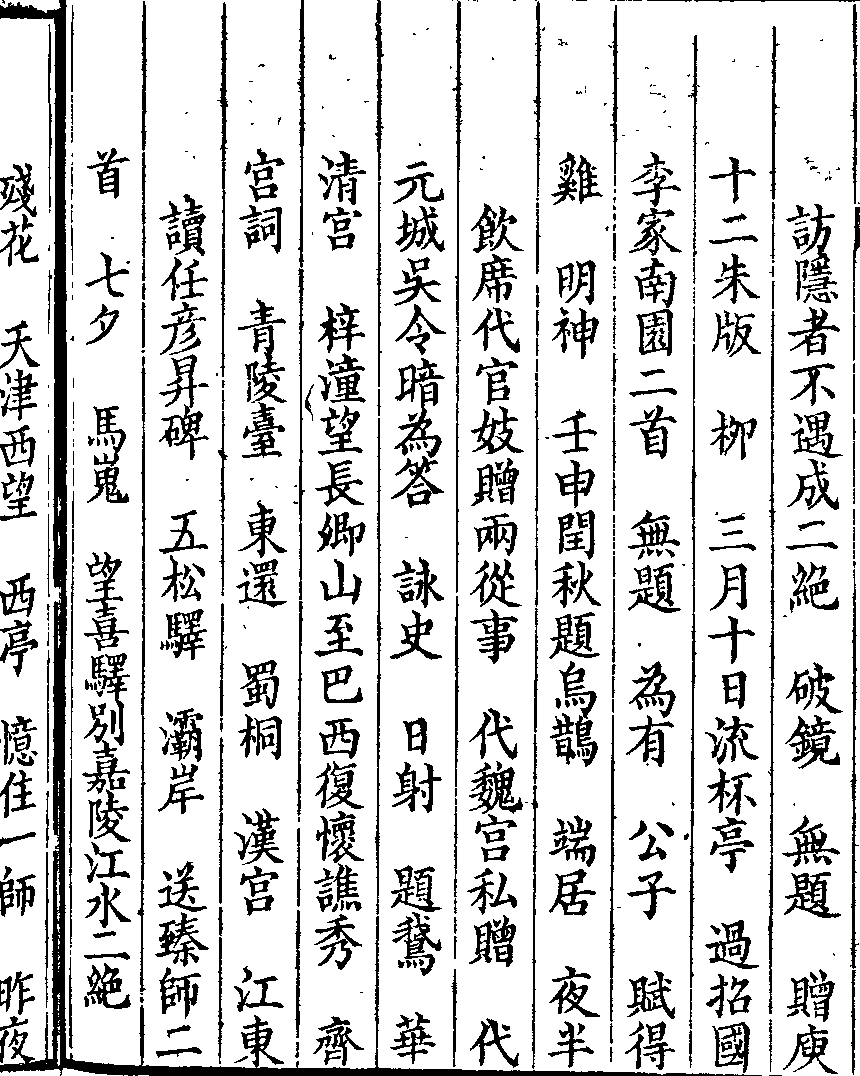 訪隱者不遇成二絶　破鏡　無題　贈庾
十二朱版　栁　三月十日流杯亭　過招國
李家南園二首　無題　為有　公子　賦得
雞　明神　壬申閏秋題烏鵲　端居　夜半
飲席代官妓贈兩從事　代魏宫私贈　代
元城吳令暗為答　詠史　日射　題鵞　華
清宫　梓潼望長卿山至巴西復懷譙秀　齊
宫詞　青陵臺　東還　蜀桐　漢宫　江東
讀任彦昇碑　五松驛　灞岸　送臻師二
首　七夕　馬嵬　望喜驛別嘉陵江水二絶
殘花　天津西望　西亭　憶住一師　昨夜